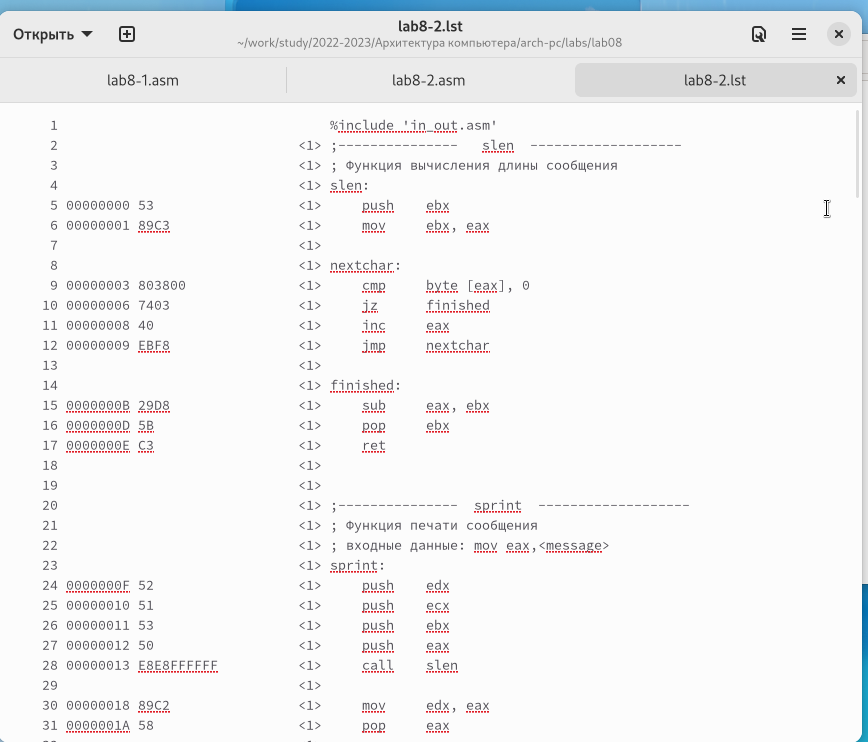 Открыть
lab8-2.lst
~/work/study/2022-2023/Архитектура компьютера/arch-pc/labs/lab08
lab8-1.asm lab8-2.asm lab8-2.lst
1 %include 'in_out.asm'
2 <1> ;--------------- slen -------------------
3 <1> ; Функция вычисления длины сообщения
4 <1> slen:
5 00000000 53 <1> push ebx
6 00000001 89C3 <1> mov ebx, eax
7 <1>
8 <1> nextchar:
9 00000003 803800 <1> cmp byte [eax], 0
10 00000006 7403 <1> jz finished
11 00000008 40 <1> inc eax
12 00000009 EBF8 <1> jmp nextchar
13 <1>
14 <1> finished:
15 0000000B 29D8 <1> sub eax, ebx
16 0000000D 5B <1> pop ebx
17 0000000E C3 <1> ret
18 <1>
19 <1>
20 <1> ;--------------- sprint -------------------
21 <1> ; Функция печати сообщения
22 <1> ; входные данные: mov eax,<message>
23 <1> sprint:
24 0000000F 52 <1> push edx
25 00000010 51 <1> push ecx
26 00000011 53 <1> push ebx
27 00000012 50 <1> push eax
28 00000013 E8E8FFFFFF <1> call slen
29 <1>
30 00000018 89C2 <1> mov edx, eax
31 0000001A 58 <1> pop eax